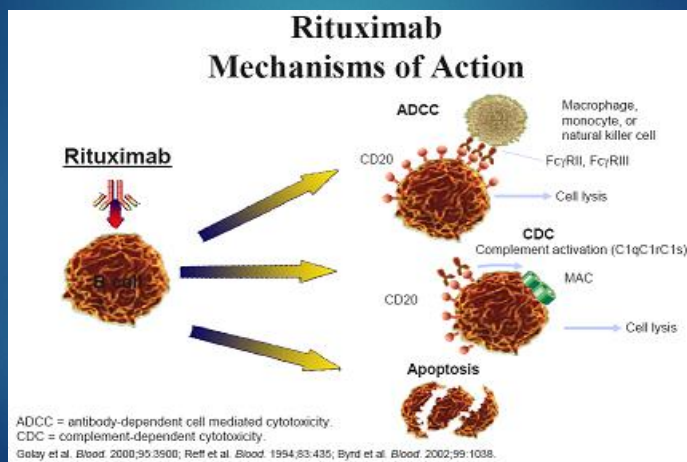 Rituximab
Mechanisms of Action
Rituximab
B cell
ADCC
Macrophage,
monocyte, or
natural killer cell
CD20
FcγRII, FcγRIII
Cell lysis
CDC
Complement activation (C1qC1rC1s)
MAC
CD20
Cell lysis
Apoptosis
ADCC = antibody-dependent cell mediated cytotoxicity.
CDC = complement-dependent cytotoxicity.
Golay et al. Blood. 2000;95:3900; Reff et al. Blood. 1994;83:435; Byrd et al. Blood. 2002;99:1038.